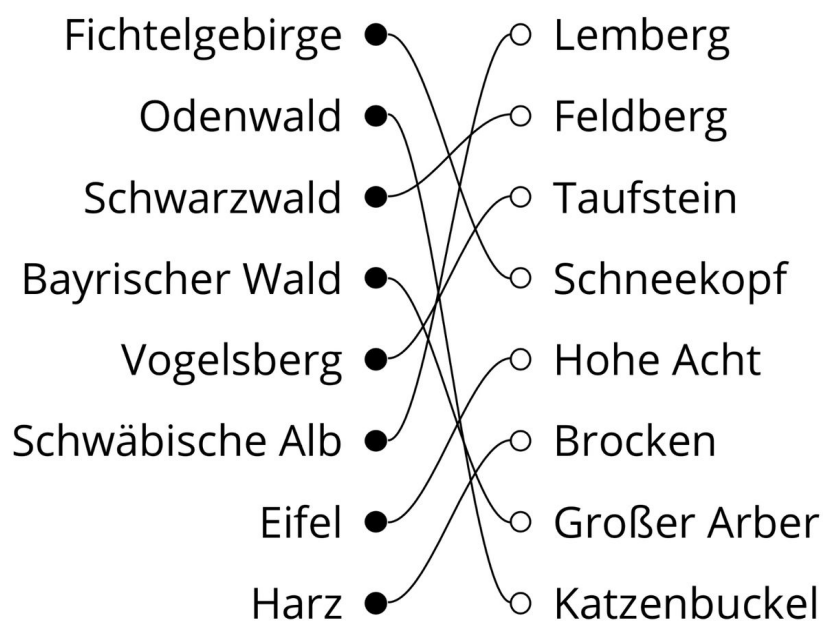 Fichtelgebirge Lemberg
Odenwald Feldberg
Schwarzwald Taufstein
Bayrischer Wald Schneekopf
Vogelsberg Hohe Acht
Schwäbische Alb Brocken
Eifel Großer Arber
Harz Katzenbuckel